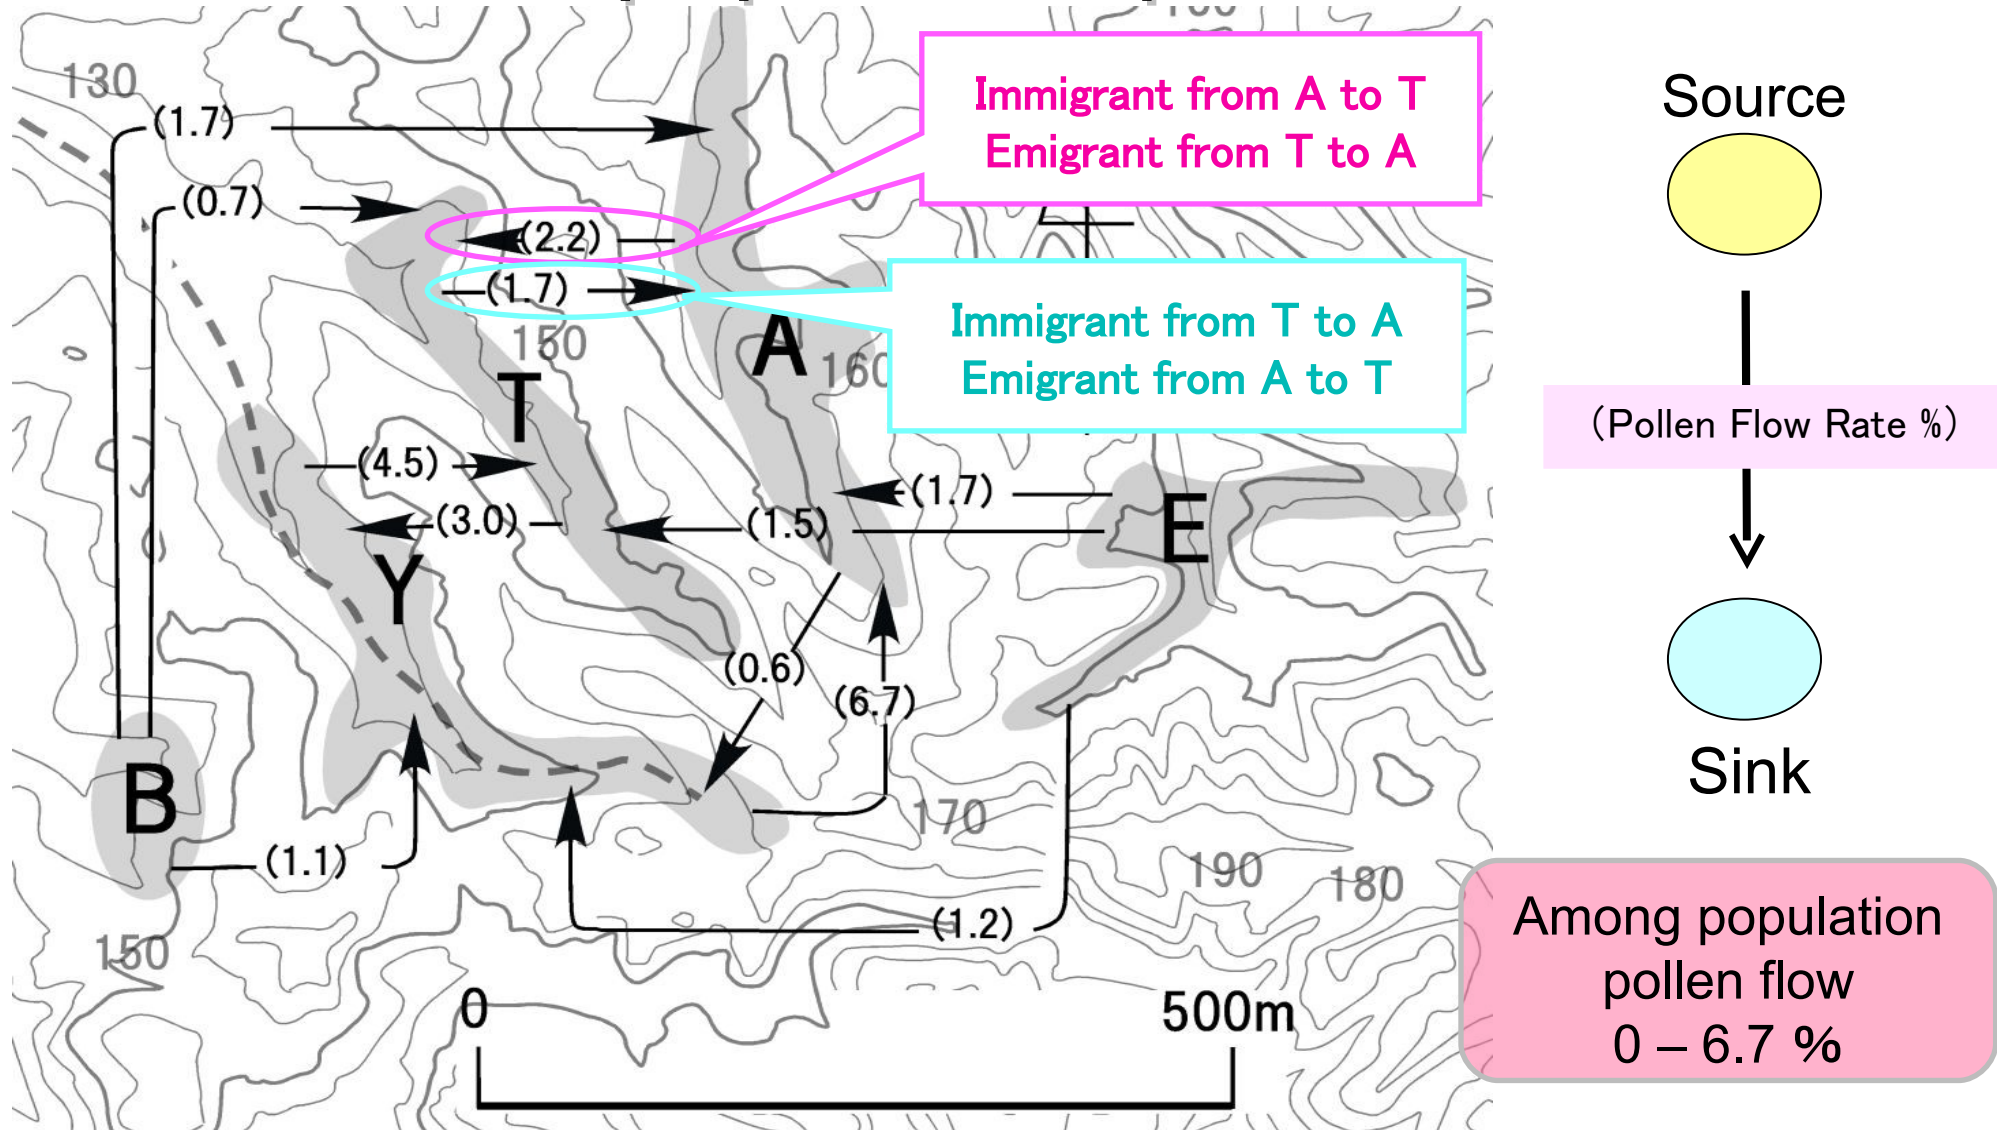 130
(1.7)
Immigrant from A to T
Emigrant from T to A
Source
(0.7)
(2.2)
(1.7)
Immigrant from T to A
Emigrant from A to T
150
A
160
T
(Pollen Flow Rate %)
(4.5)
(1.7)
(3.0)
(1.5)
E
Y
(0.6)
(6.7)
Sink
B
170
(1.1)
190
180
(1.2)
150
Among population
pollen flow
0 – 6.7 %
0
500m